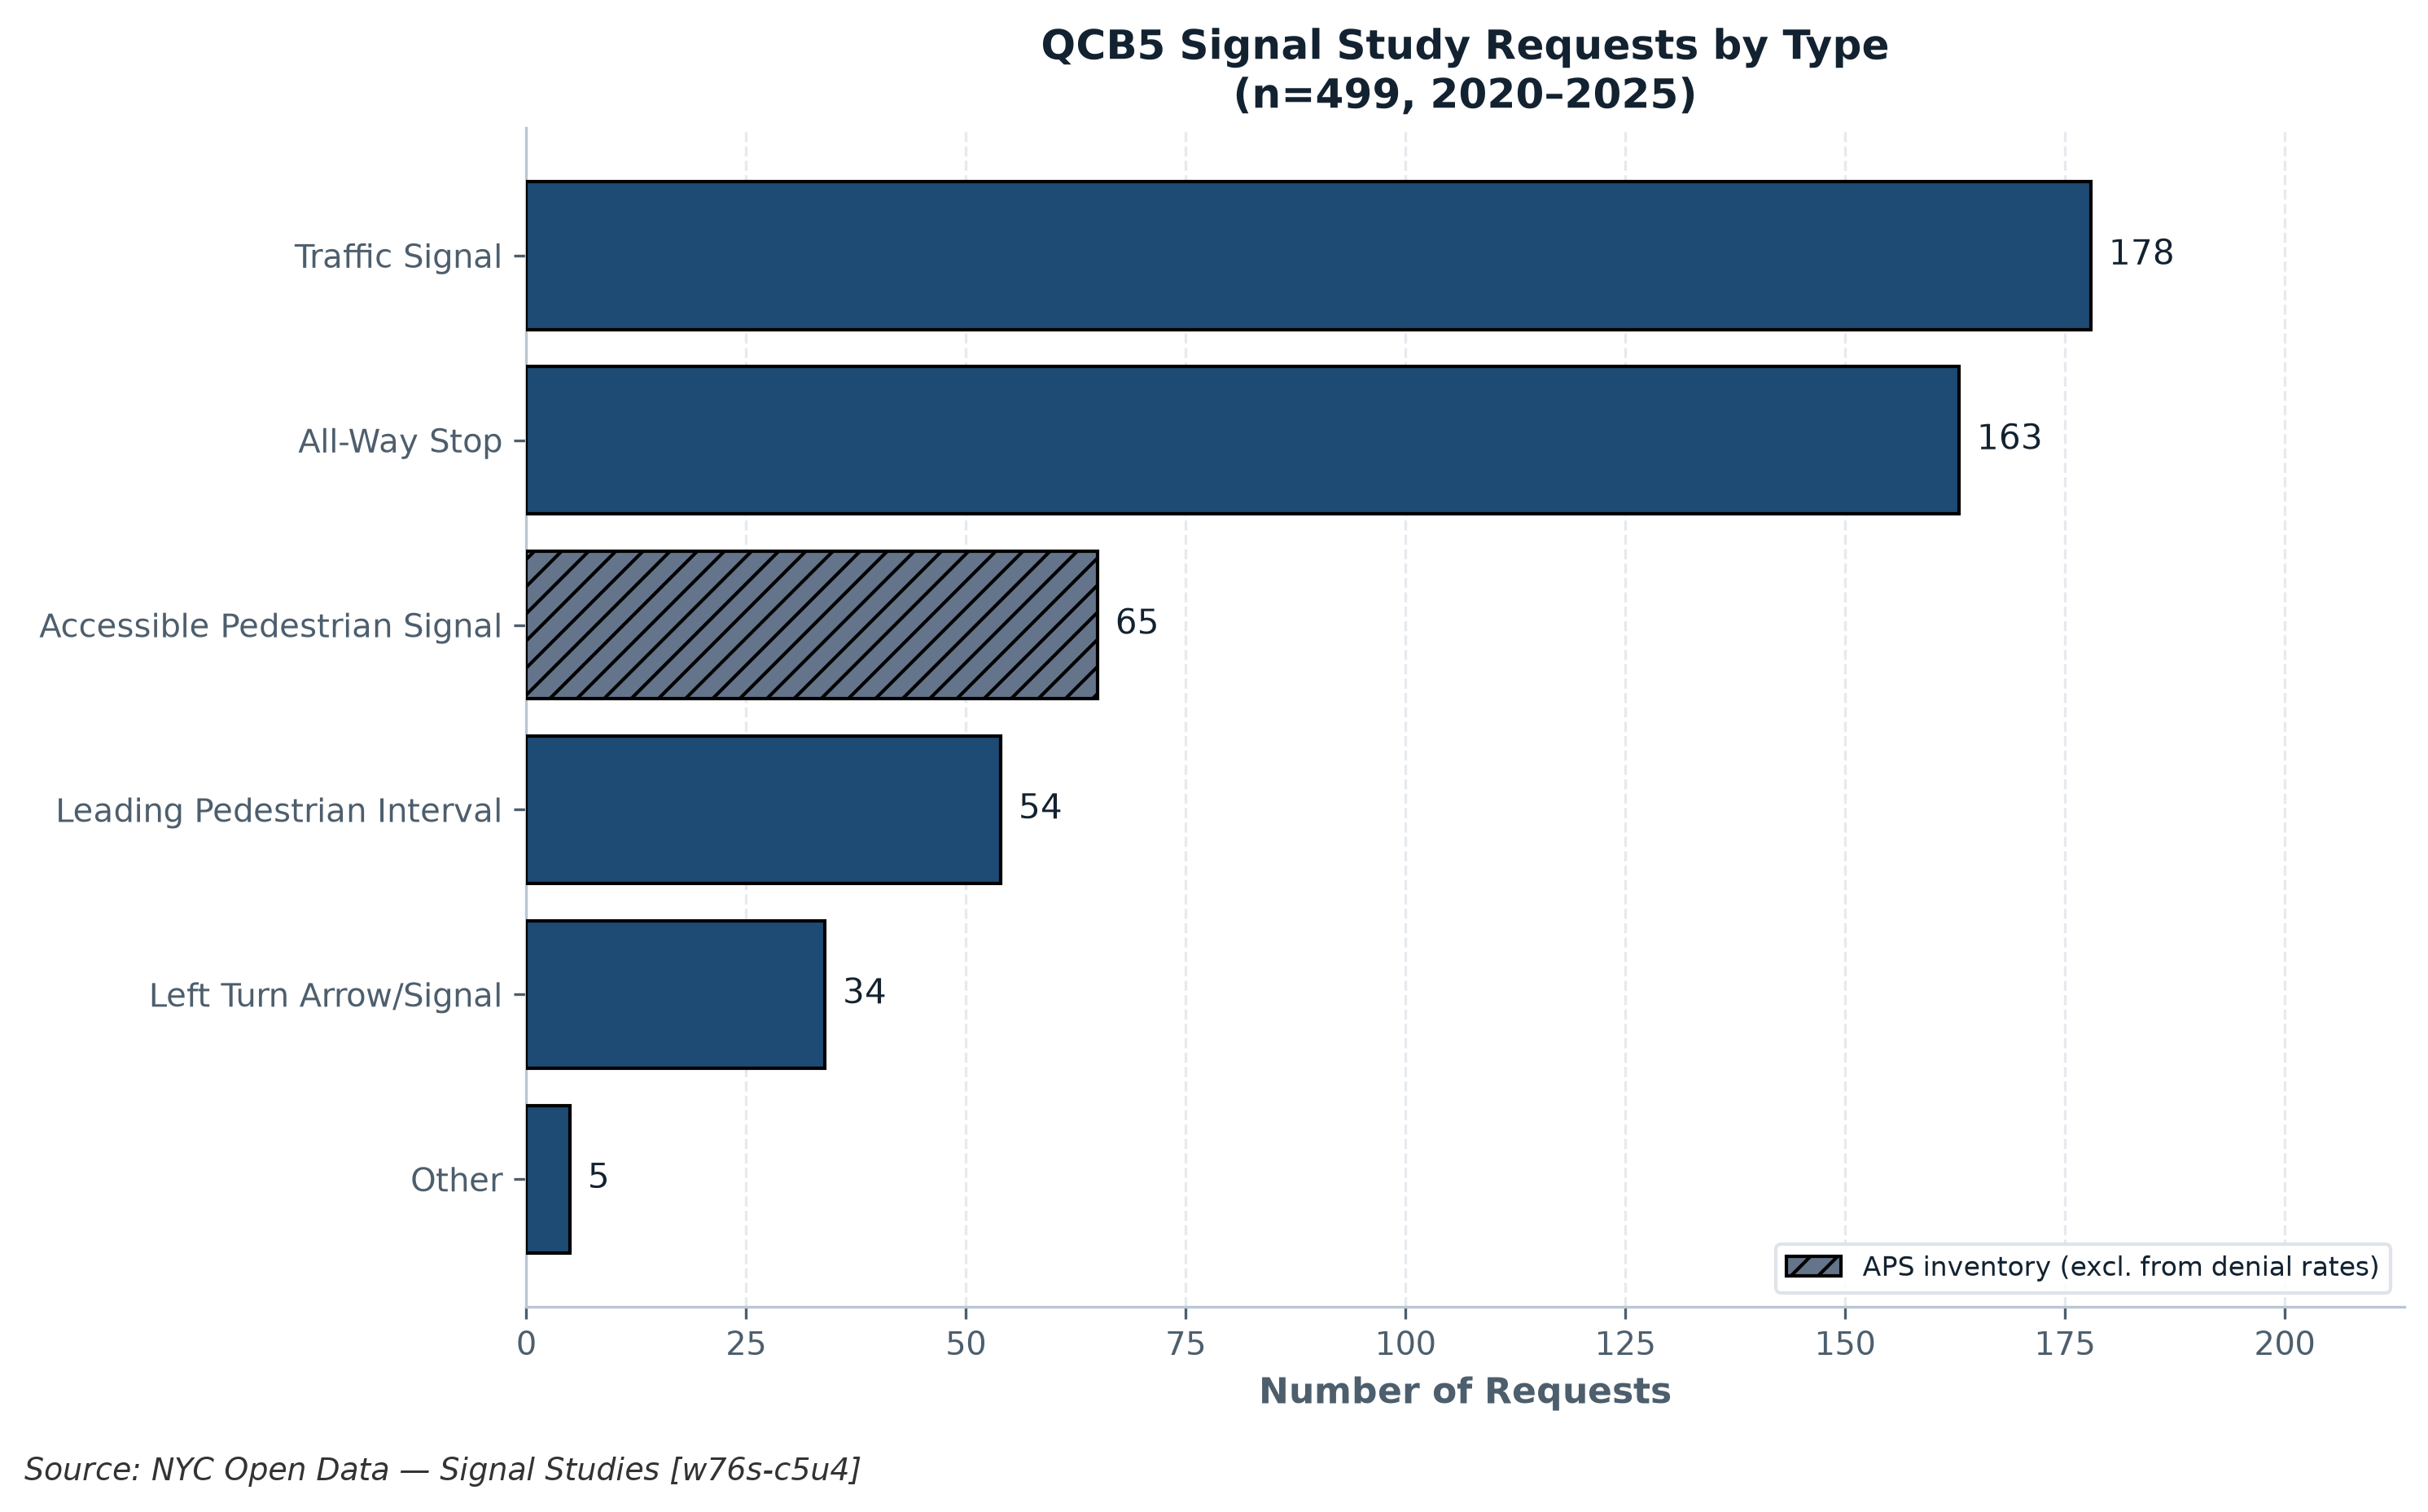 QCB5 Signal Study Requests by Type
(n=499, 2020–2025)
Traffic Signal
178
All-Way Stop
163
Accessible Pedestrian Signal
65
Leading Pedestrian Interval
54
Left Turn Arrow/Signal
34
Other
5
APS inventory (excl. from denial rates)
0 25 50 75 100 125 150 175 200
Number of Requests
Source: NYC Open Data — Signal Studies [w76s-c5u4]